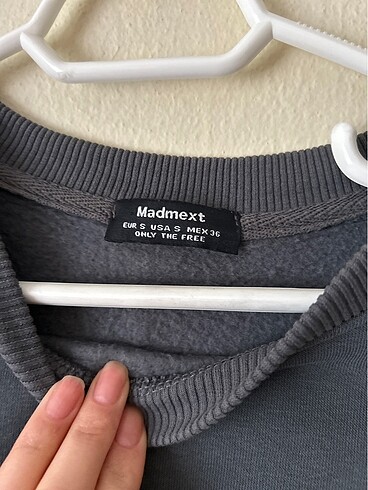 Madmext
EUR S USA S MEX 36
ONLY THE FREE